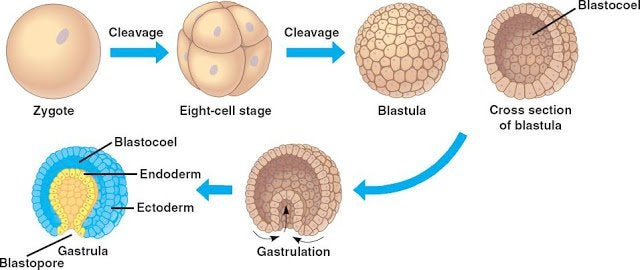 Cleavage
Cleavage
Blastocoel
Zygote
Eight-cell stage
Blastula
Cross section
of blastula
Blastocoel
Endoderm
Ectoderm
Blastopore
Gastrula
Gastrulation